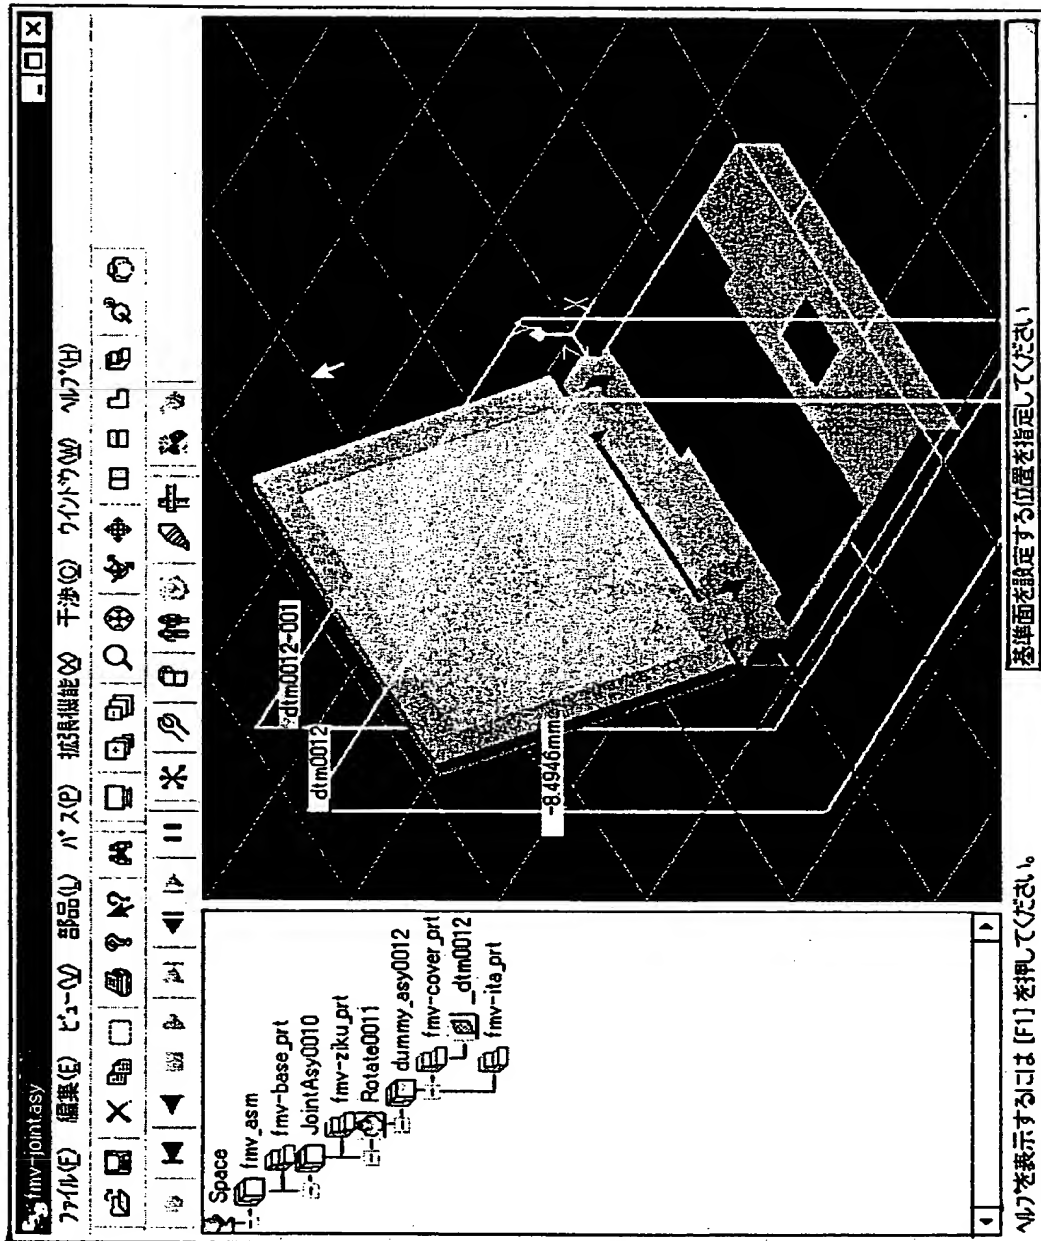 fmv-joint.asy
ファイル(F) 編集(E) ビュー(V) 部品(L) パス(P) 拡張機能(X) 干渉(Q) ウインドウ(W) ヘルプ(H)
Space
fmv_asm
fmv-base_prt
JointAsy0010
fmv-ziku_prt
Rotate0011
dummy_asy0012
fmv-cover_prt
_dtm0012
fmv-ita_prt
dtm0012-001
dtm0012
-8.4946mm
X
ヘルプを表示するには [F1] を押してください。
基準面を設定する位置を指定してください